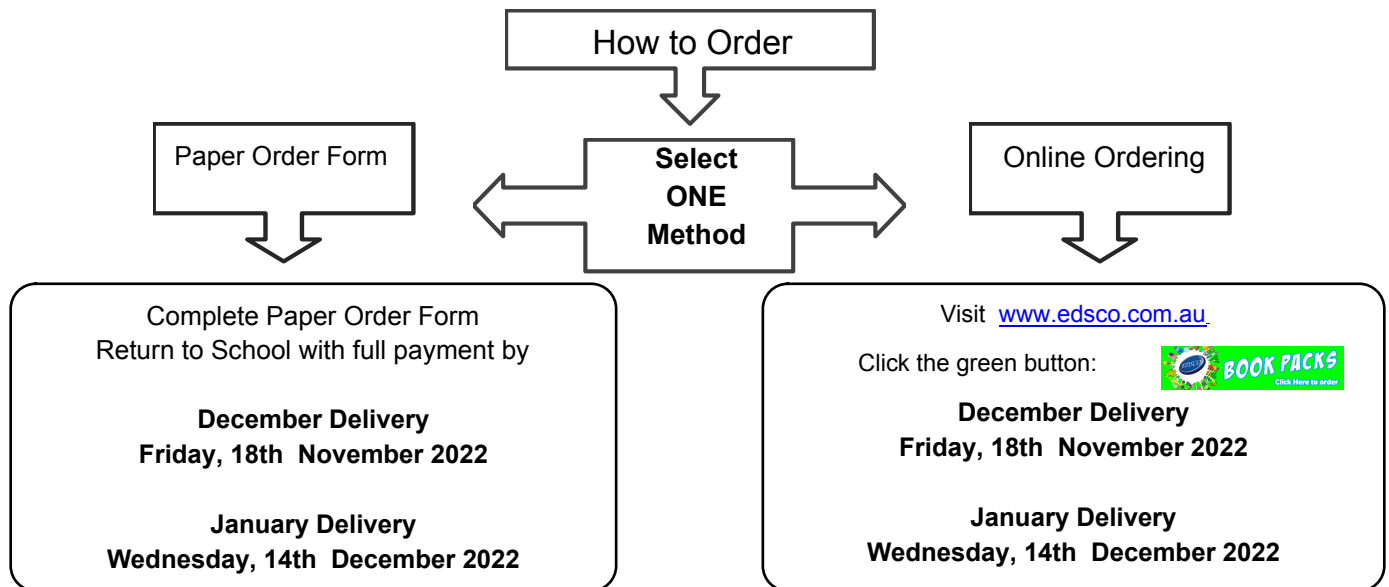 How to Order
Select
ONE
Method
Paper Order Form
Complete Paper Order Form
Return to School with full payment by
December Delivery
Friday, 18th November 2022
January Delivery
Wednesday, 14th December 2022
Online Ordering
Visit www.edsco.com.au
Click the green button:
EDSCO
BOOK PACKS
Click Here to order
December Delivery
Friday, 18th November 2022
January Delivery
Wednesday, 14th December 2022